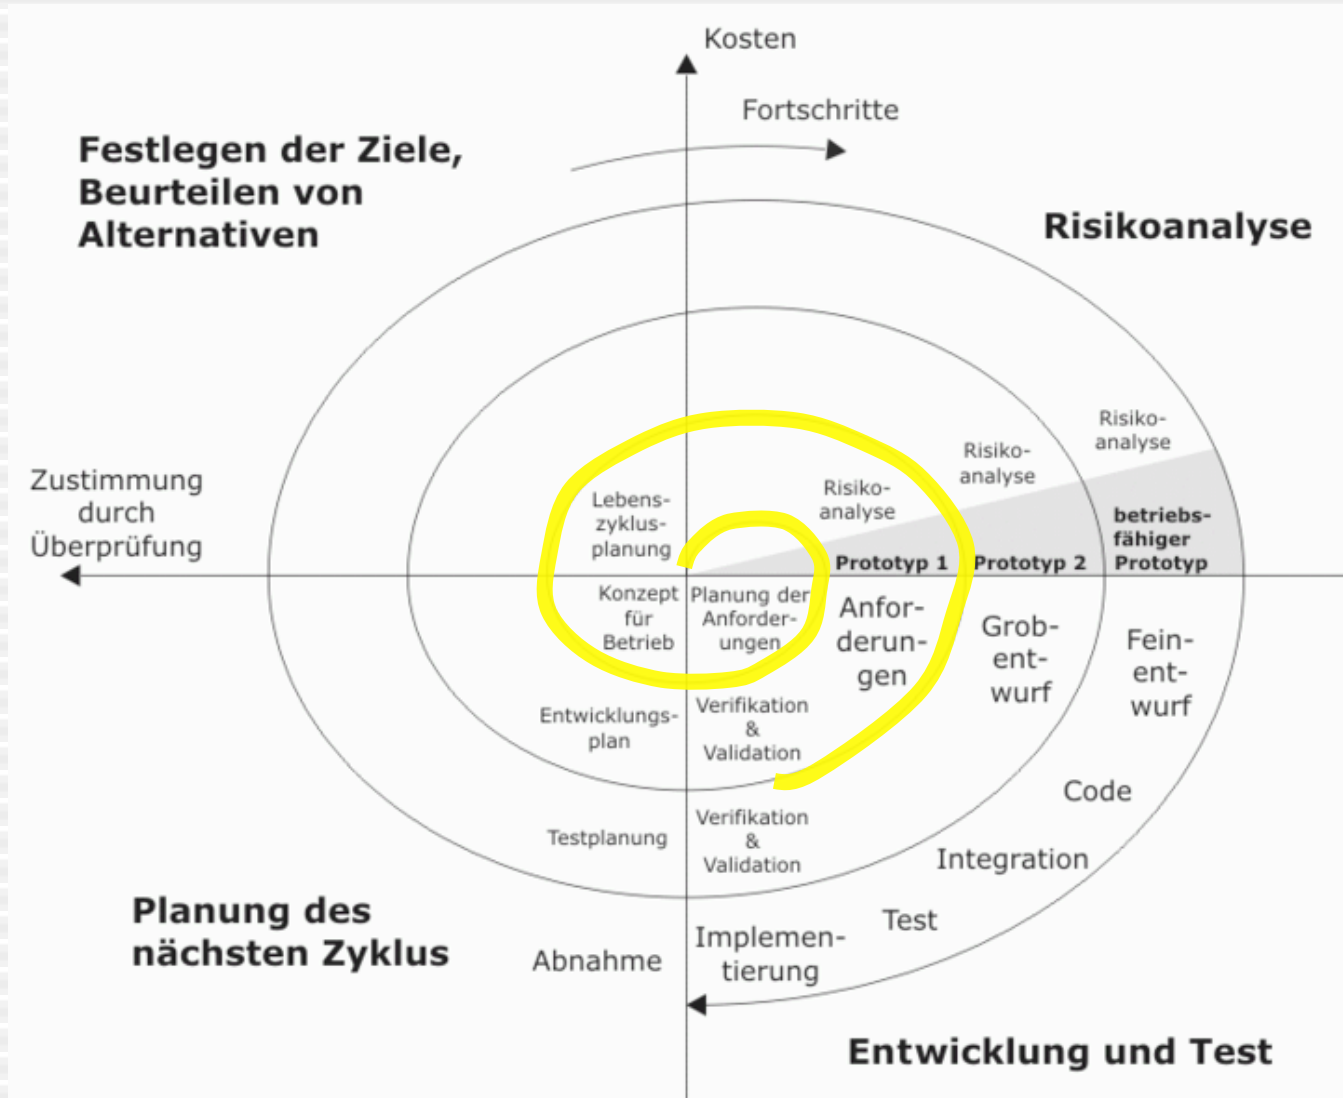 Kosten
Fortschritte
Festlegen der Ziele,
Beurteilen von
Alternativen
Risikoanalyse
Zustimmung
durch
Überprüfung
Lebens-
zyklus-
planung
Risiko-
analyse
Risiko-
analyse
Risiko-
analyse
Prototyp 1
Prototyp 2
betriebs-
fähiger
Prototyp
Konzept
für
Betrieb
Planung der
Anforder-
ungen
Anfor-
derun-
gen
Grob-
ent-
wurf
Fein-
ent-
wurf
Entwicklungs-
plan
Verifikation
&
Validation
Code
Testplanung
Verifikation
&
Validation
Integration
Test
Planung des
nächsten Zyklus
Abnahme
Implemen-
tierung
Entwicklung und Test